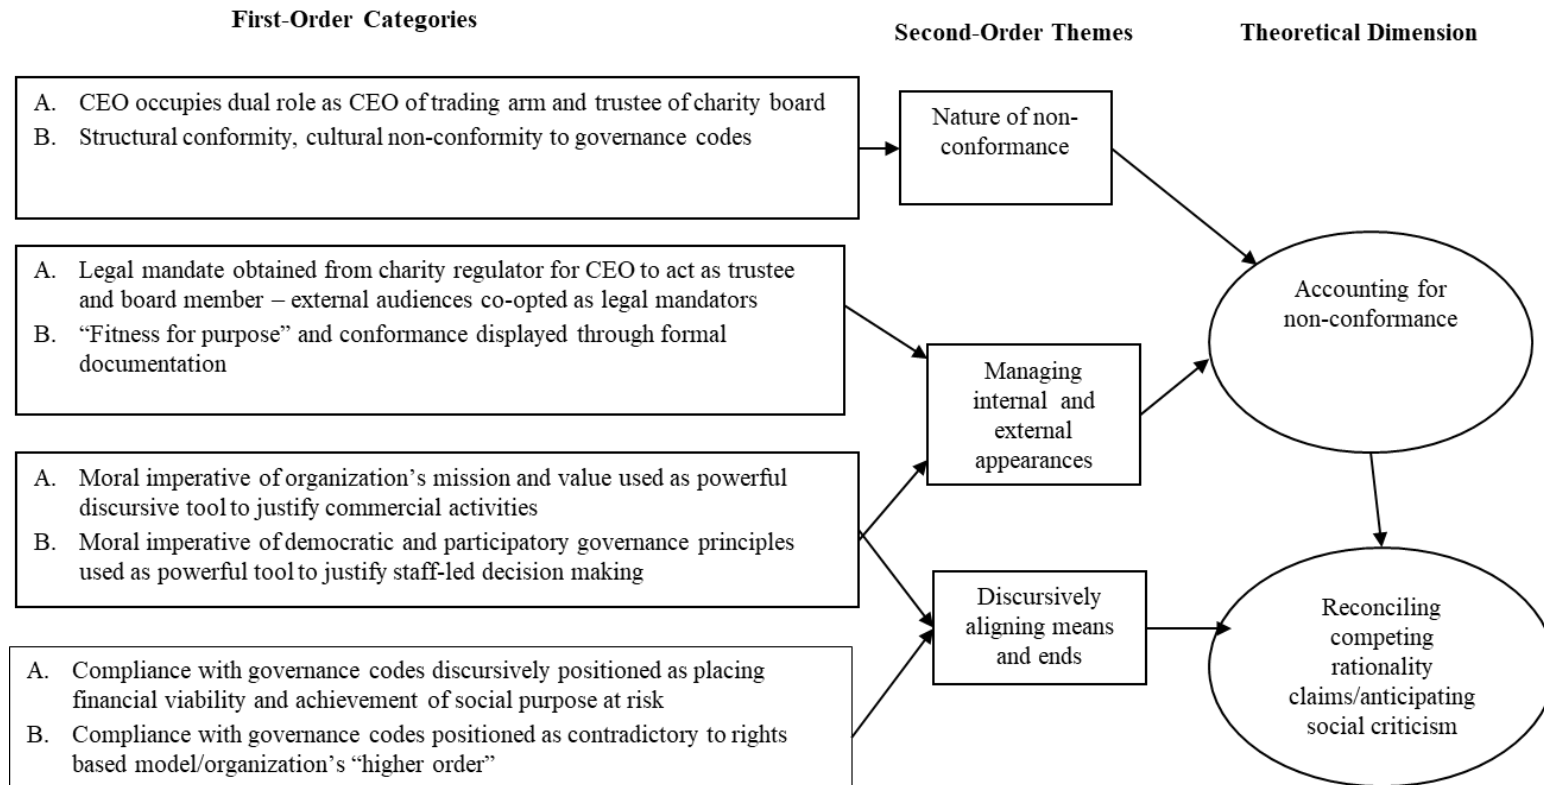 First-Order Categories
Second-Order Themes
Theoretical Dimension
A. CEO occupies dual role as CEO of trading arm and trustee of charity board
B. Structural conformity, cultural non-conformity to governance codes
Nature of non-
conformance
A. Legal mandate obtained from charity regulator for CEO to act as trustee
and board member – external audiences co-opted as legal mandators
B. “Fitness for purpose” and conformance displayed through formal
documentation
Managing
internal and
external
appearances
Accounting for
non-conformance
A. Moral imperative of organization’s mission and value used as powerful
discursive tool to justify commercial activities
B. Moral imperative of democratic and participatory governance principles
used as powerful tool to justify staff-led decision making
Discursively
aligning means
and ends
Reconciling
competing
rationality
claims/anticipating
social criticism
A. Compliance with governance codes discursively positioned as placing
financial viability and achievement of social purpose at risk
B. Compliance with governance codes positioned as contradictory to rights
based model/organization’s “higher order”